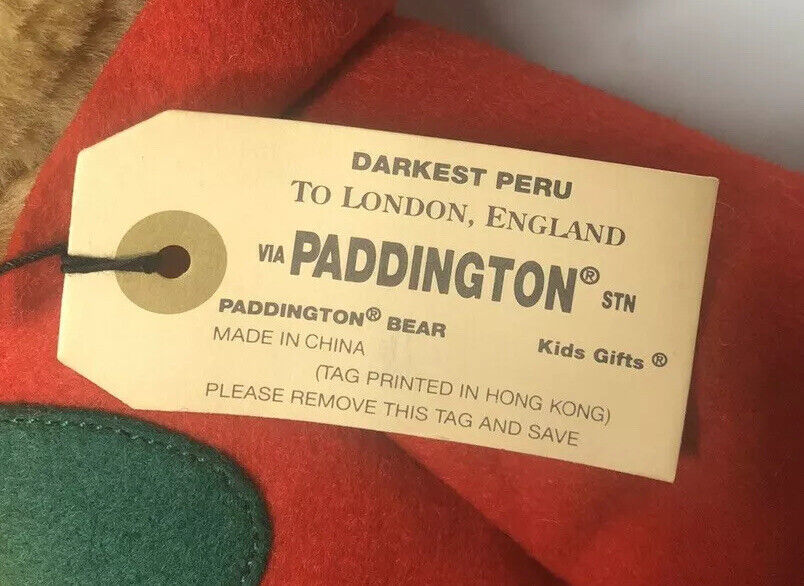 DARKEST PERU
TO LONDON, ENGLAND
VIA PADDINGTON® STN
PADDINGTON® BEAR
Kids Gifts ®
MADE IN CHINA
(TAG PRINTED IN HONG KONG)
PLEASE REMOVE THIS TAG AND SAVE